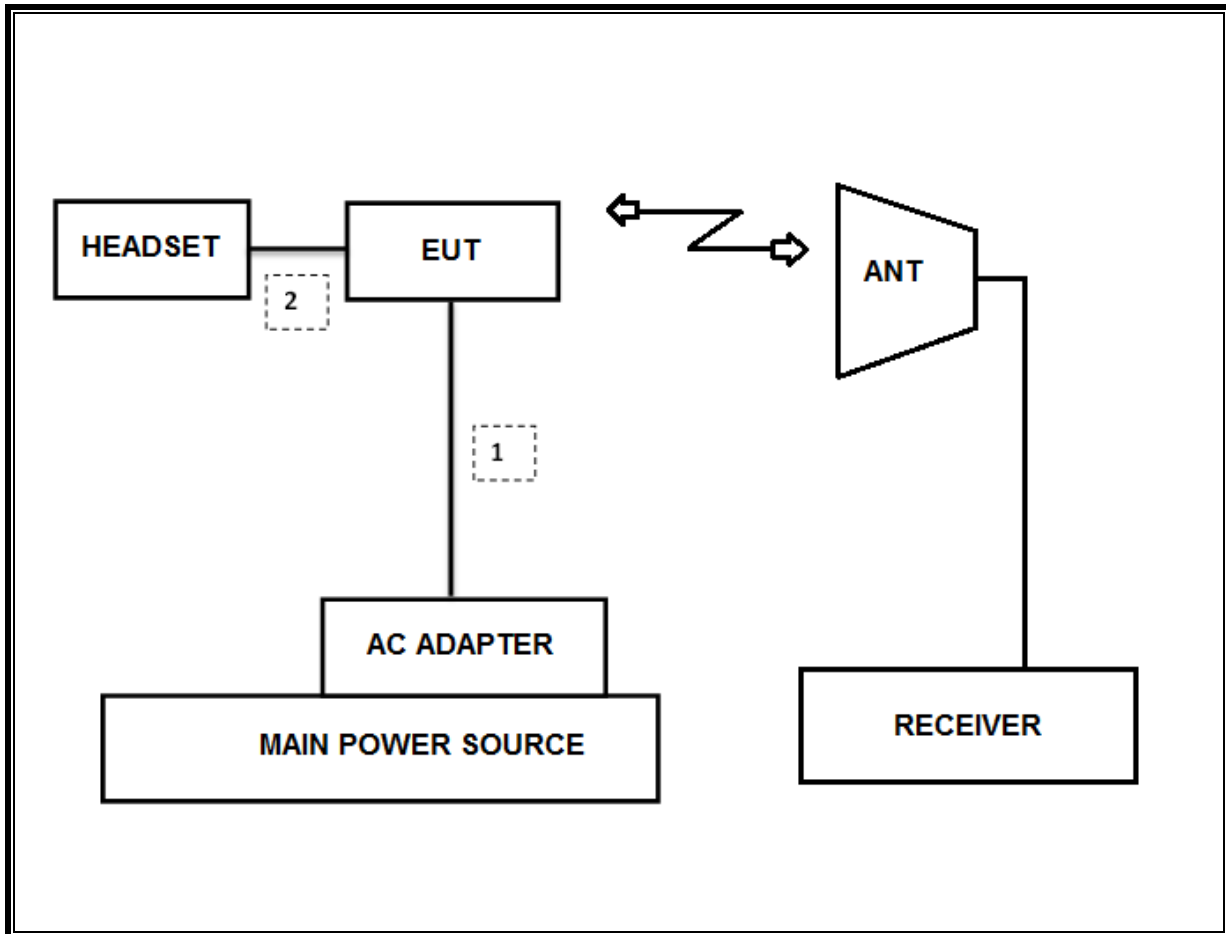 HEADSET
EUT
ANT
2
1
AC ADAPTER
MAIN POWER SOURCE
RECEIVER